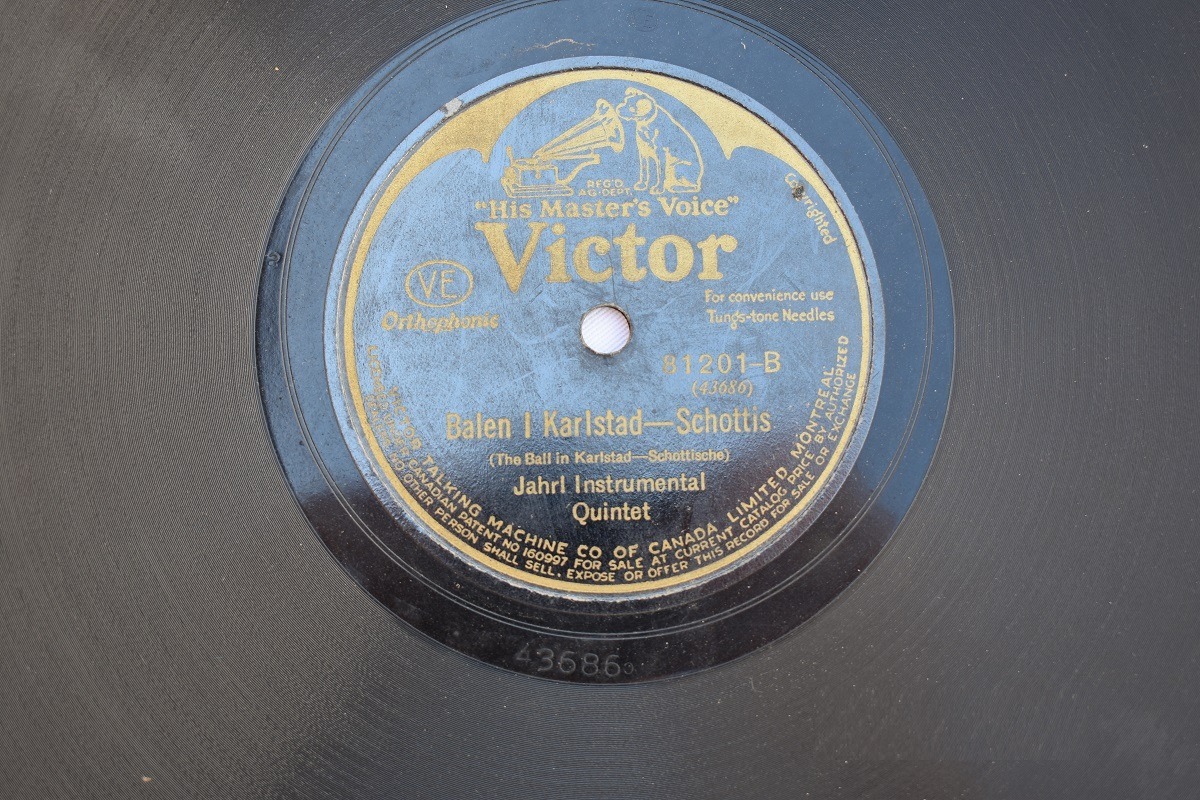 REG'D.
AG. DEPT.
"His Master's Voice"
Victor
Copyrighted
VE
Orthophonic
For convenience use
Tungs-tone Needles
81201-B
(43686)
Balen I Karlstad—Schottis
(The Ball in Karlstad—Schottische)
Jahrl Instrumental
Quintet
VICTOR TALKING MACHINE CO OF CANADA, LIMITED MONTREAL
CANADIAN PATENT NO 160997 FOR SALE AT CURRENT CATALOG PRICE BY AUTHORIZED
NO OTHER PERSON SHALL SELL, EXPOSE OR OFFER THIS RECORD FOR SALE OR EXCHANGE
43686